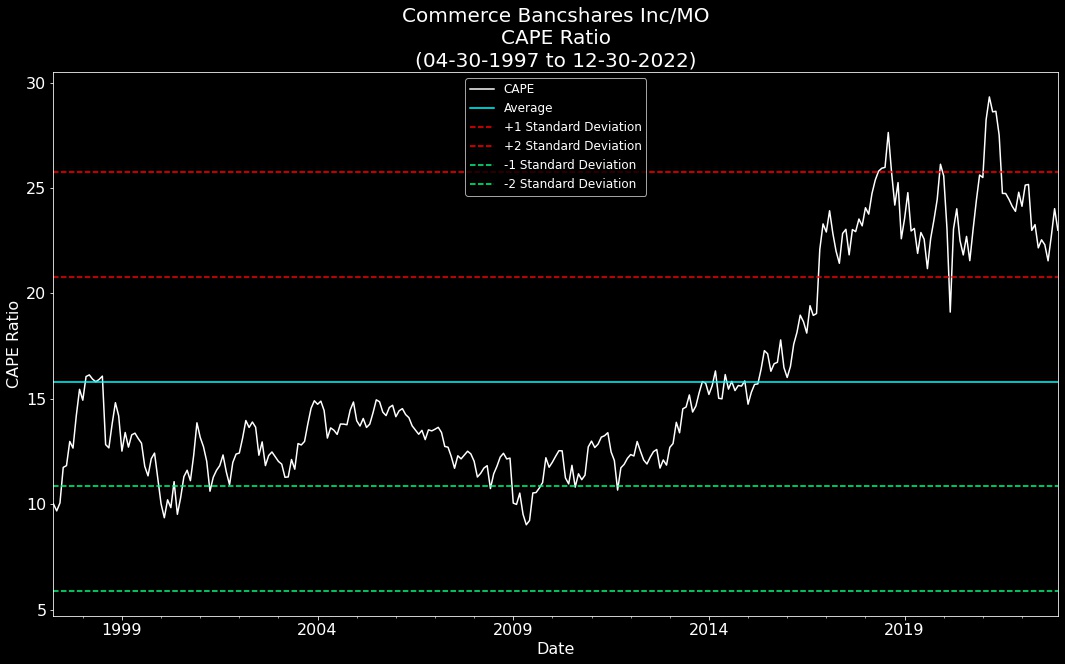 Commerce Bancshares Inc/MO
CAPE Ratio
(04-30-1997 to 12-30-2022)
CAPE
Average
+1 Standard Deviation
+2 Standard Deviation
-1 Standard Deviation
-2 Standard Deviation
30
25
20
15
10
5
CAPE Ratio
1999 2004 2009 2014 2019
Date